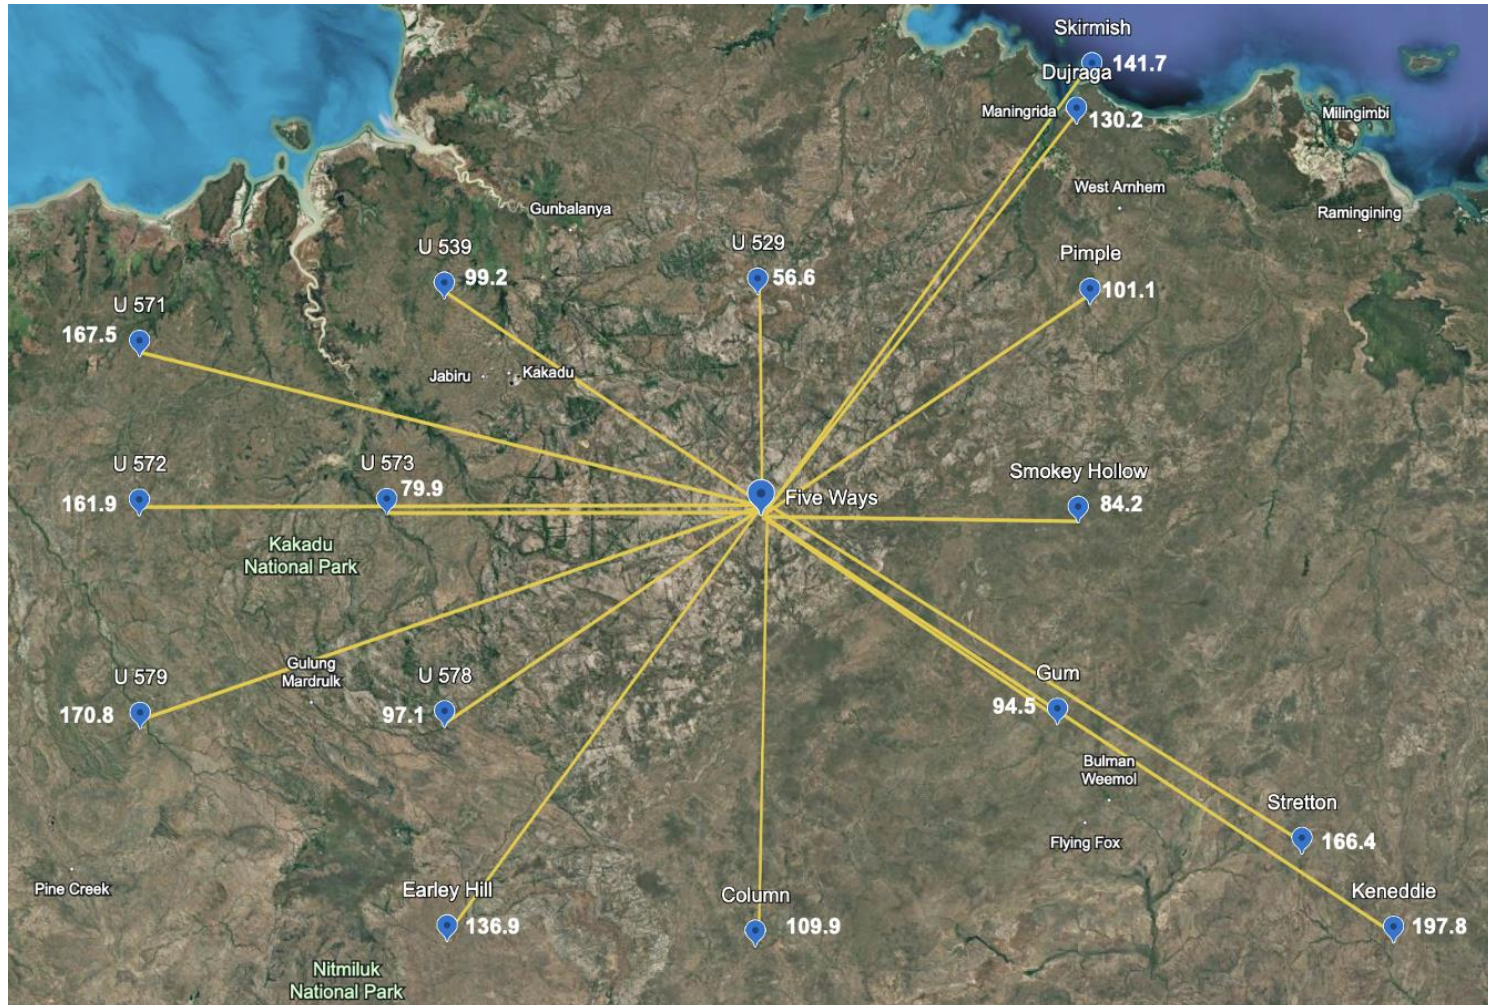 Skirmish
141.7
Dujraga
Maningrida
130.2
Milingimbi
West Arnhem
Gunbalanya
Ramingining
U 539
99.2
U 529
56.6
Pimple
101.1
U 571
167.5
Jabiru
Kakadu
U 572
161.9
U 573
79.9
Smokey Hollow
84.2
Five Ways
Kakadu
National Park
Gulung
Mardrulk
U 579
170.8
U 578
97.1
Gum
94.5
Bulman
Weemol
Stretton
166.4
Flying Fox
Pine Creek
Earley Hill
136.9
Column
109.9
Keneddie
197.8
Nitmiluk
National Park